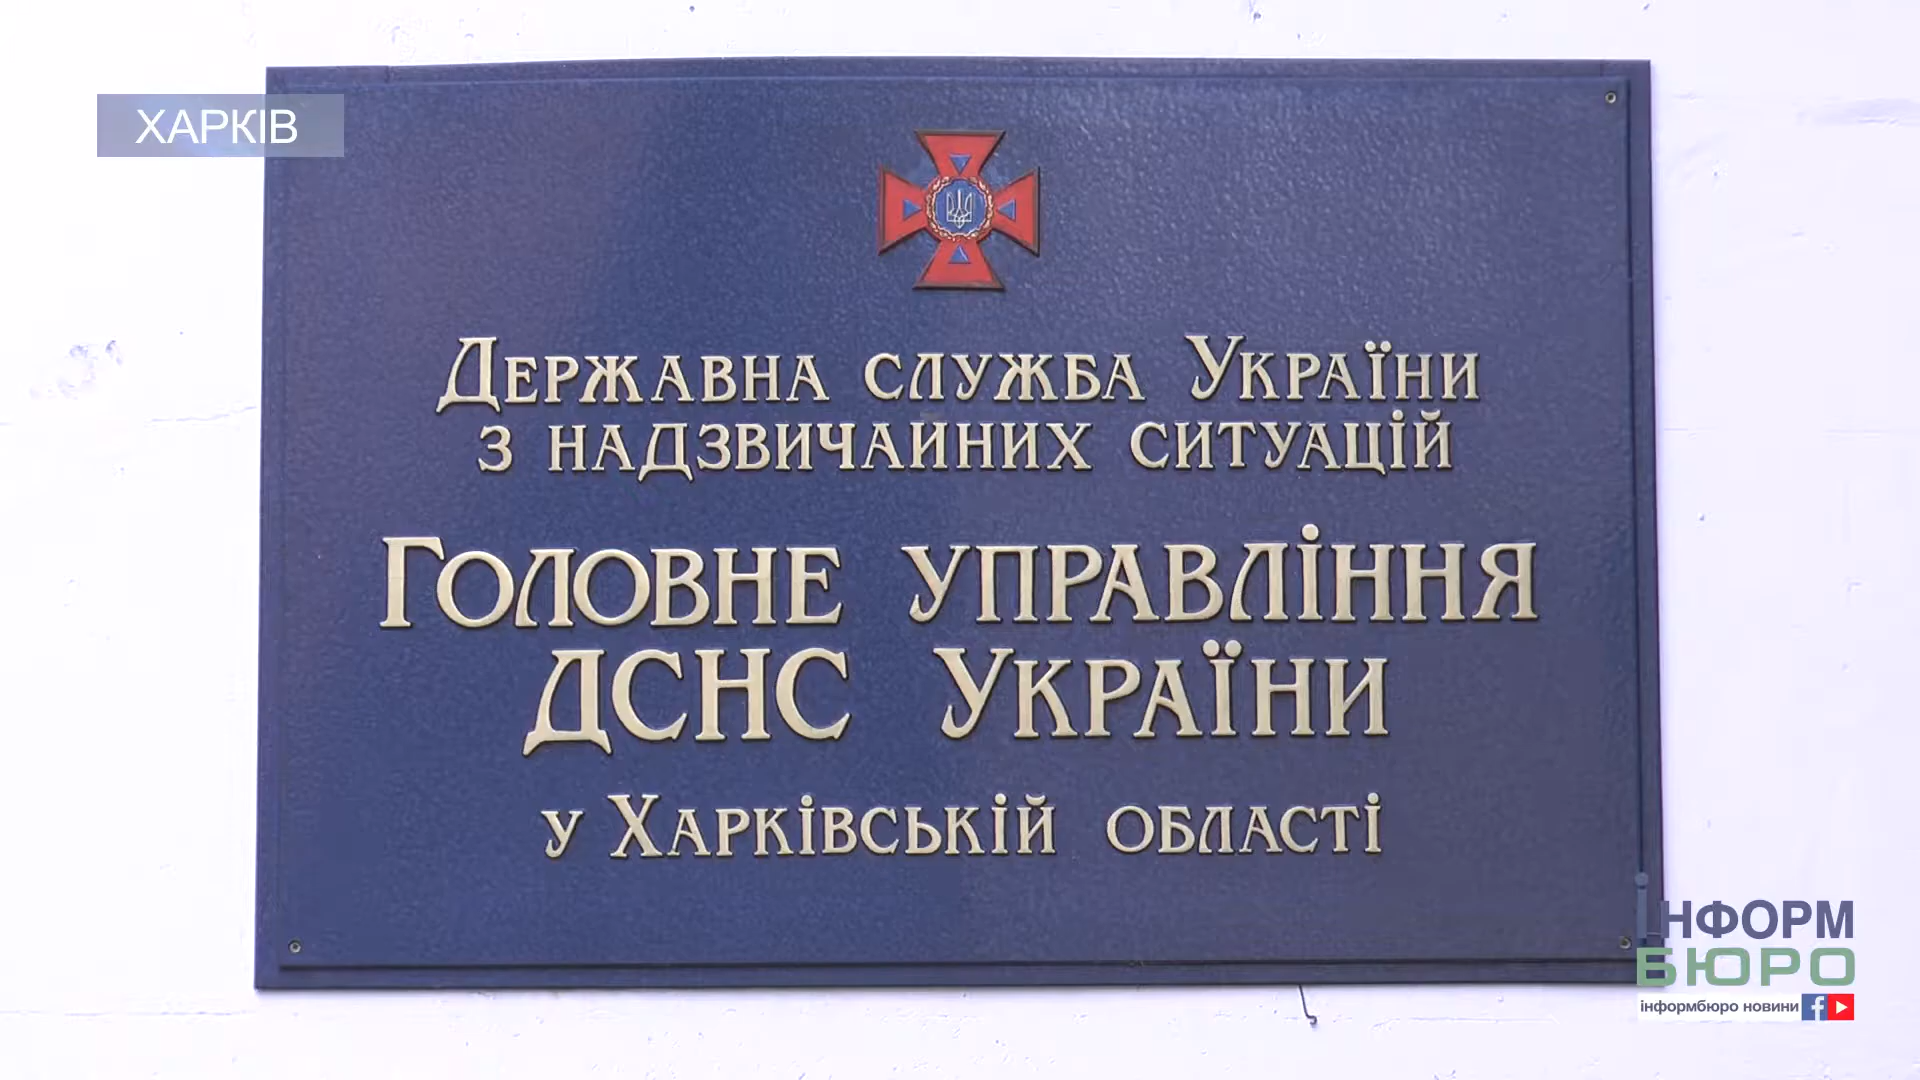 ХАРКІВ
Державна служба України
з надзвичайних ситуацій
Головне управління
ДСНС України
у Харківській області
ІНФОРМ
БЮРО
інформбюро новини